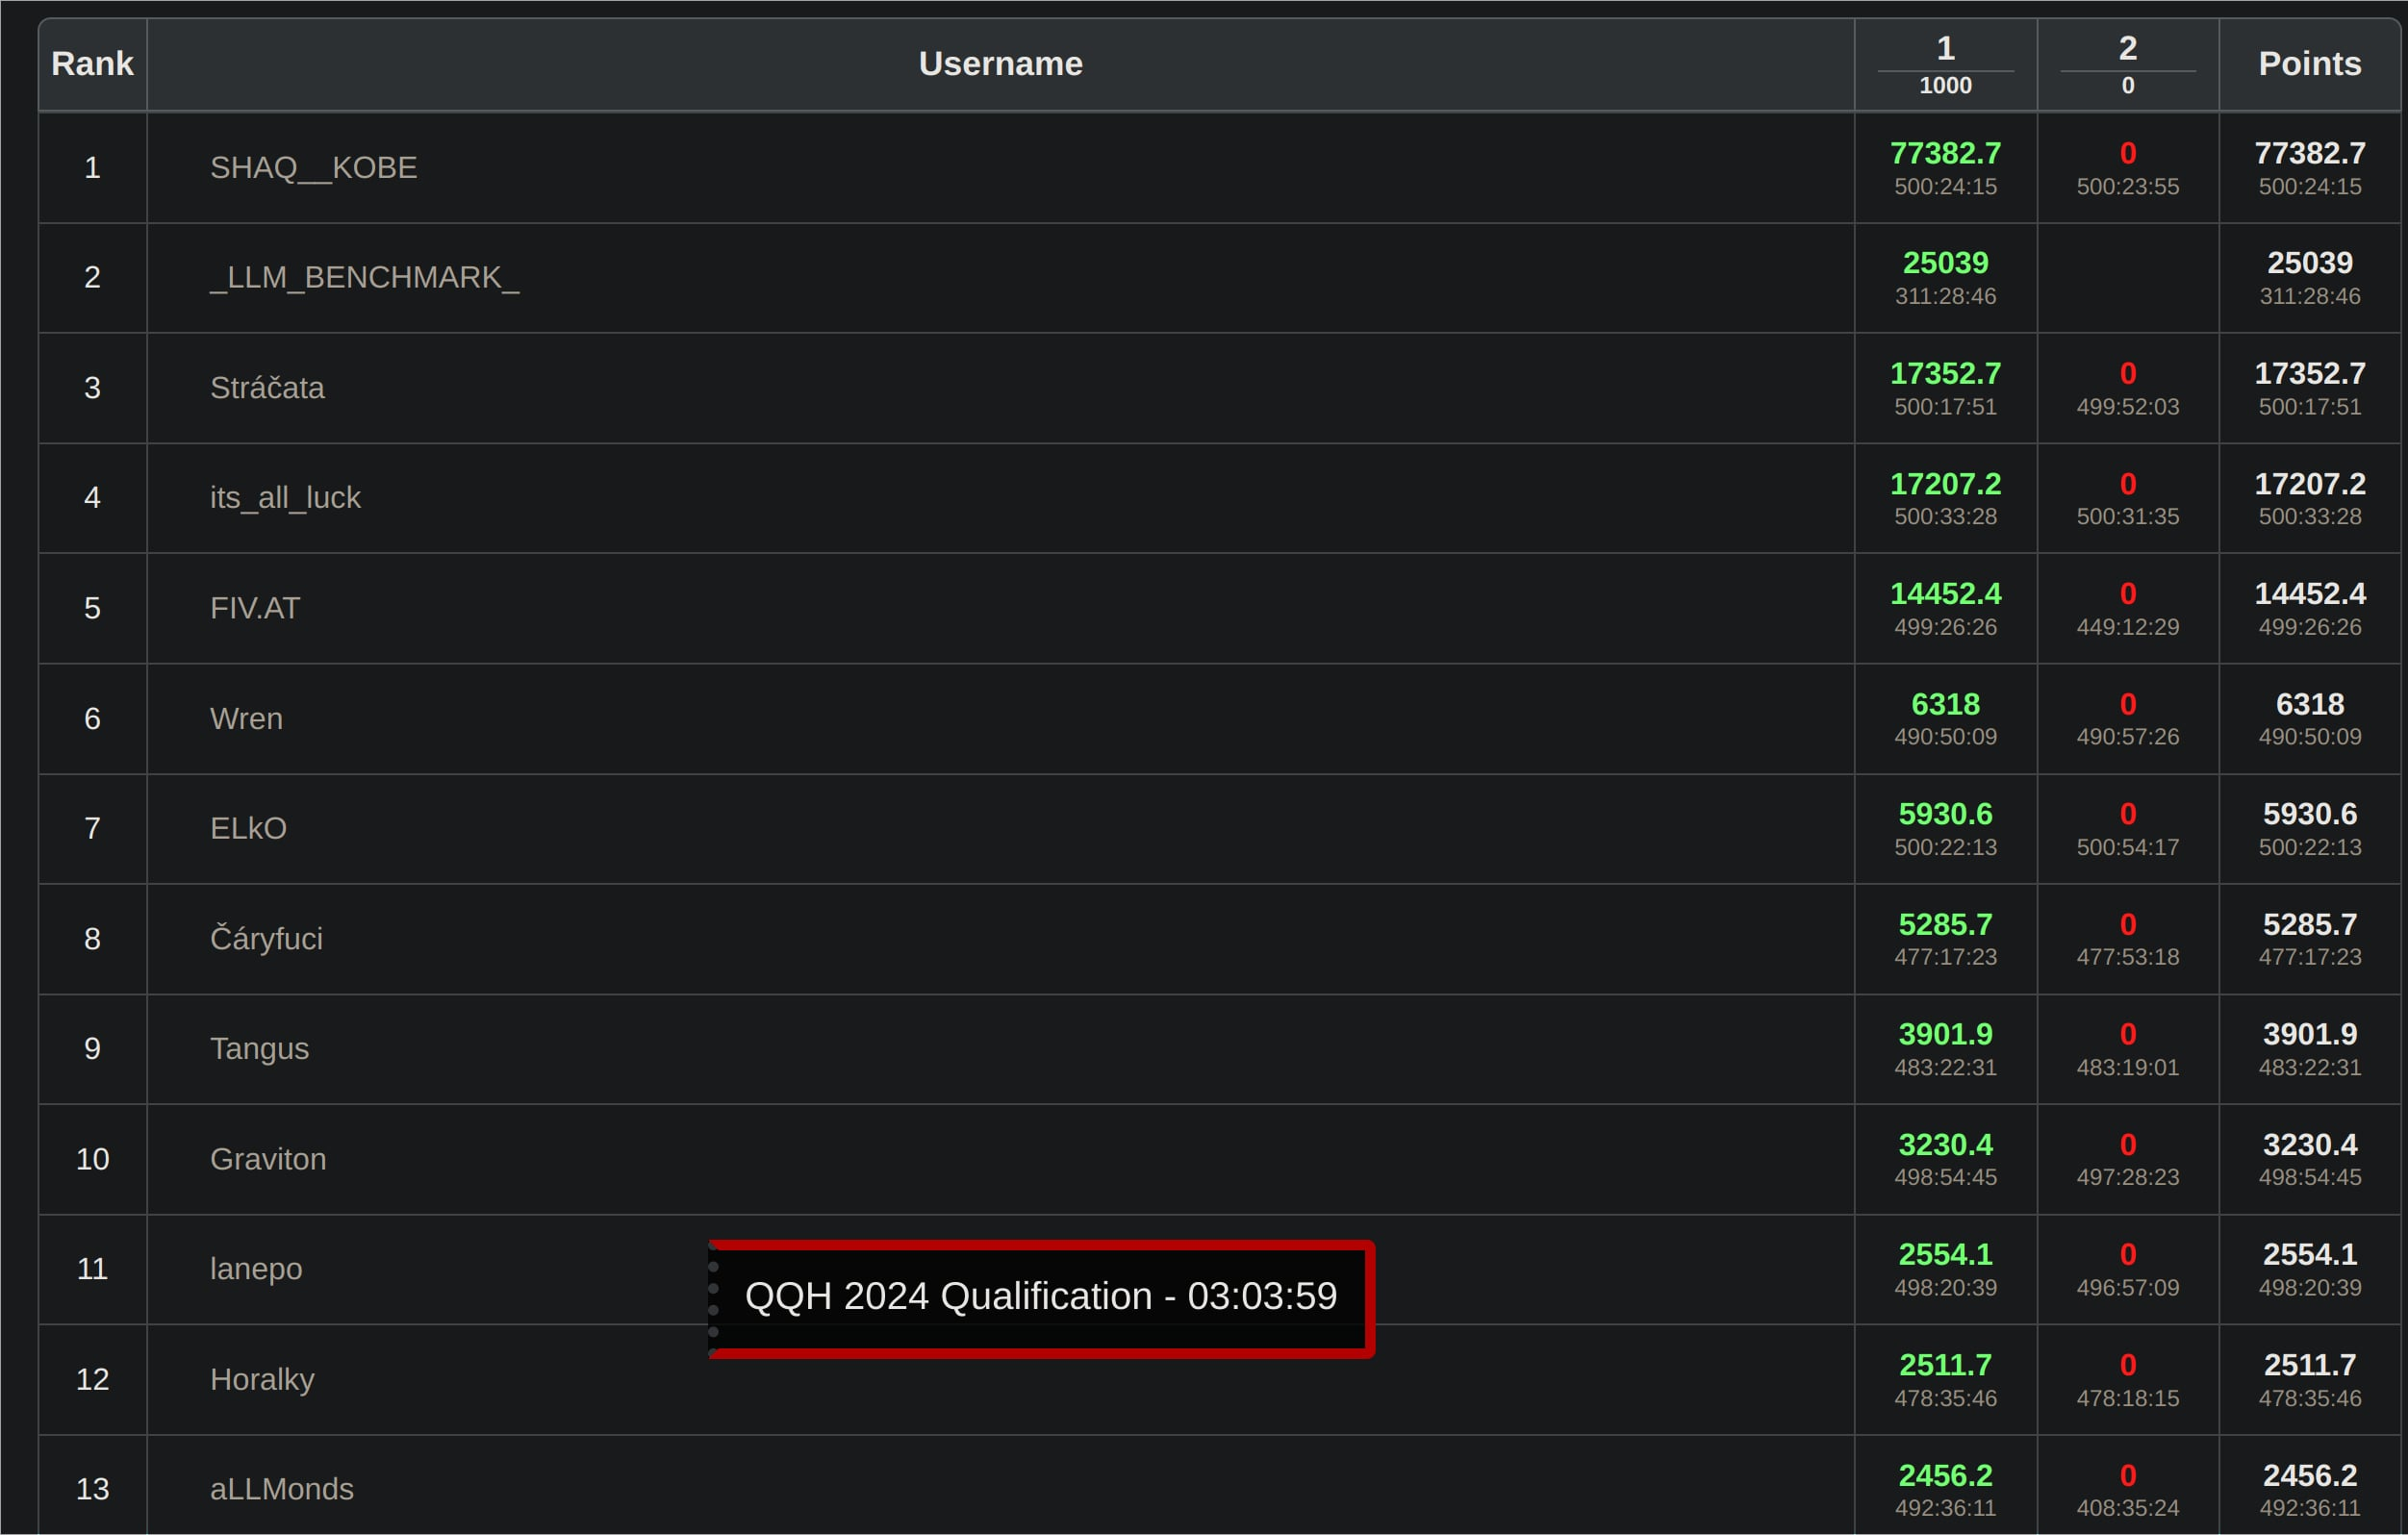 Rank Username 1 2 Points
1000 0
1 SHAQ__KOBE 77382.7 0 77382.7
500:24:15 500:23:55 500:24:15
2 _LLM_BENCHMARK_ 25039 25039
311:28:46 311:28:46
3 Stráčata 17352.7 0 17352.7
500:17:51 499:52:03 500:17:51
4 its_all_luck 17207.2 0 17207.2
500:33:28 500:31:35 500:33:28
5 FIV.AT 14452.4 0 14452.4
499:26:26 449:12:29 499:26:26
6 Wren 6318 0 6318
490:50:09 490:57:26 490:50:09
7 ELkO 5930.6 0 5930.6
500:22:13 500:54:17 500:22:13
8 Čáryfuci 5285.7 0 5285.7
477:17:23 477:53:18 477:17:23
9 Tangus 3901.9 0 3901.9
483:22:31 483:19:01 483:22:31
10 Graviton 3230.4 0 3230.4
498:54:45 497:28:23 498:54:45
11 lanepo 2554.1 0 2554.1
498:20:39 496:57:09 498:20:39
QQH 2024 Qualification - 03:03:59
12 Horalky 2511.7 0 2511.7
478:35:46 478:18:15 478:35:46
13 aLLMonds 2456.2 0 2456.2
492:36:11 408:35:24 492:36:11